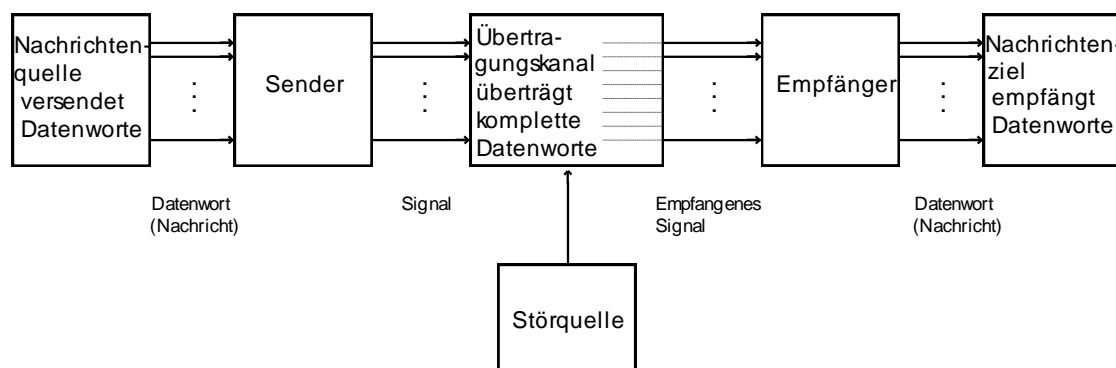 Nachrichten-
quelle
versendet
Datenworte
Sender
Übertra-
gungskanal
überträgt
komplette
Datenworte
Empfänger
Nachrichten-
ziel
empfängt
Datenworte
Datenwort
(Nachricht)
Signal
Empfangenes
Signal
Datenwort
(Nachricht)
Störquelle